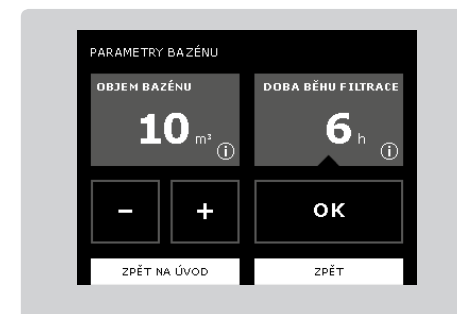 PARAMETRY BAZÉNU
OBJEM BAZÉNU
10 m³
i
DOBA BĚHU FILTRACE
6 h
i
- +
OK
ZPĚT NA ÚVOD
ZPĚT